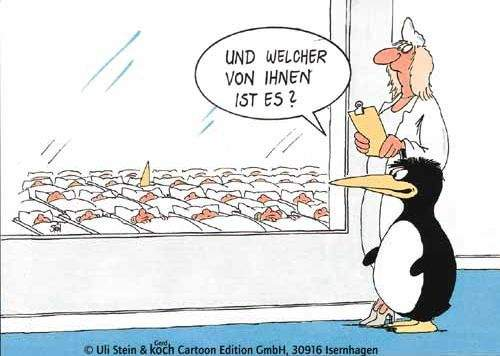 UND WELCHER
VON IHNEN
IST ES?
Gerd
© Uli Stein & koch Cartoon Edition GmbH, 30916 Isernhagen